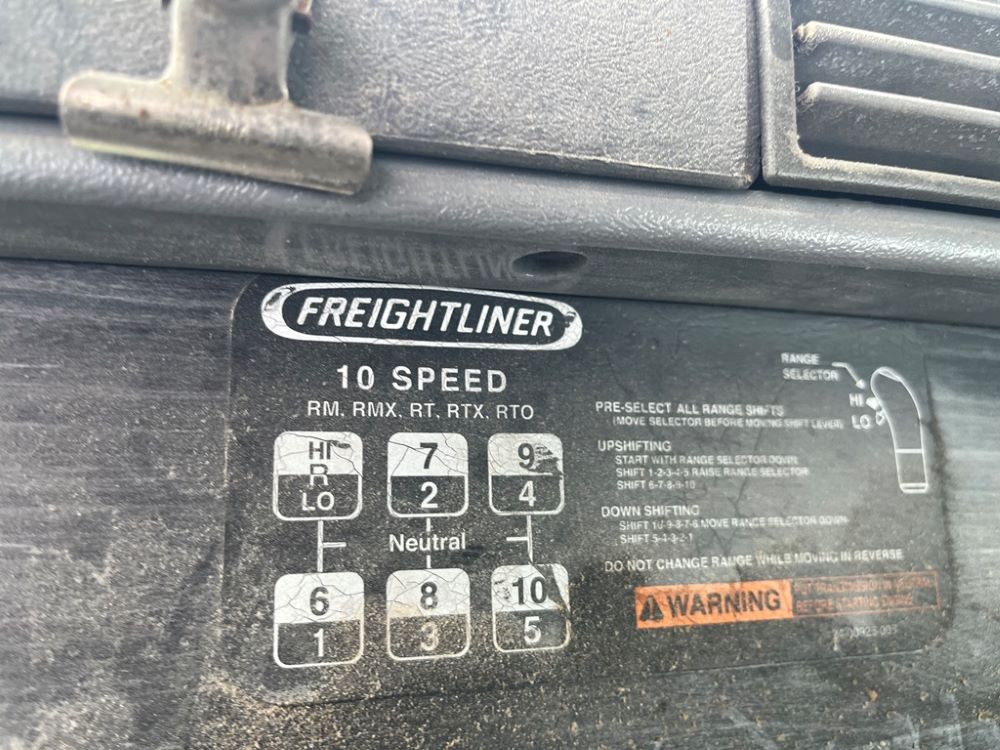 FREIGHTLINER
10 SPEED
RM, RMX, RT, RTX, RTO
HI
R
LO
7
2
9
4
Neutral
6
1
8
3
10
5
RANGE
SELECTOR
HI
LO
PRE-SELECT ALL RANGE SHIFTS
(MOVE SELECTOR BEFORE MOVING SHIFT LEVER)
UPSHIFTING
START WITH RANGE SELECTOR DOWN
SHIFT 1-2-3-4-5 RAISE RANGE SELECTOR
SHIFT 6-7-8-9-10
DOWN SHIFTING
SHIFT 10-9-8-7-6 MOVE RANGE SELECTOR DOWN
SHIFT 5-4-3-2-1
DO NOT CHANGE RANGE WHILE MOVING IN REVERSE
WARNING